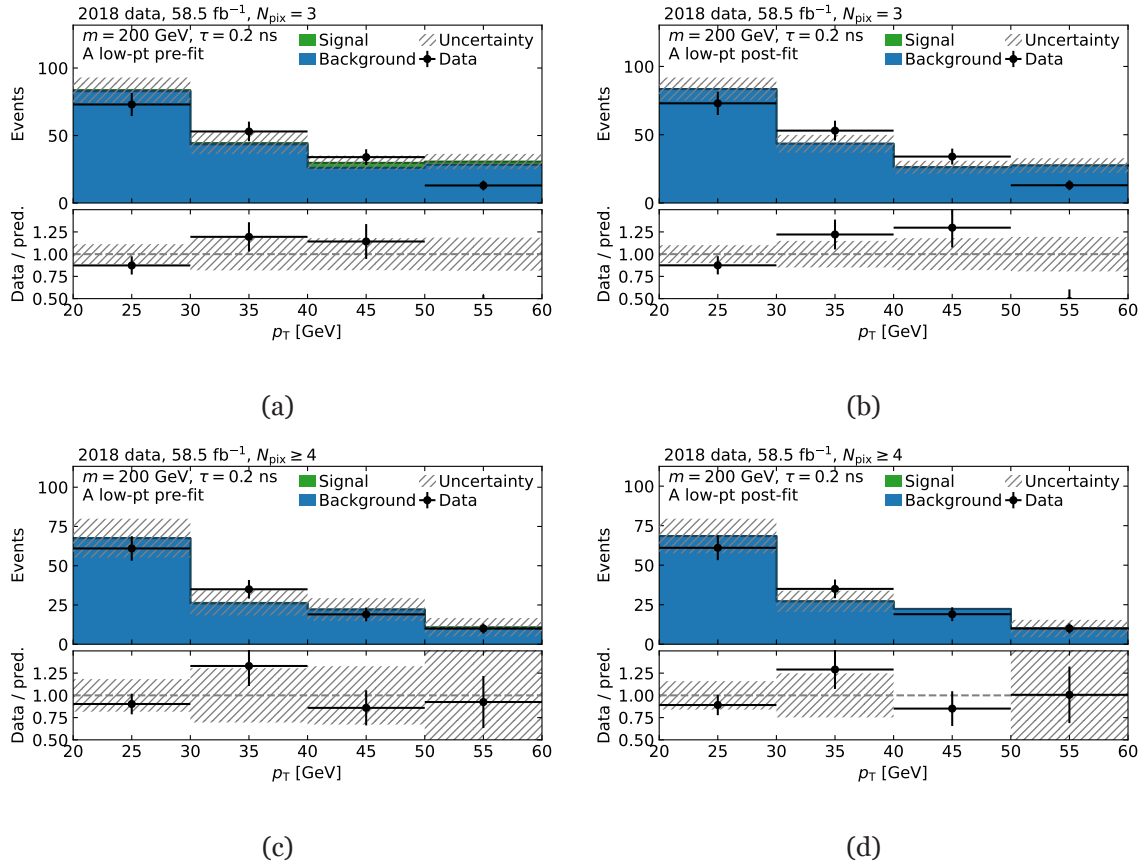 2018 data, 58.5 fb⁻¹, N_pix = 3
m = 200 GeV, τ = 0.2 ns
A low-pt pre-fit
Signal
Background
Uncertainty
Data
Events
100
50
0
Data / pred.
1.25
1.00
0.75
0.50
20 25 30 35 40 45 50 55 60
p_T [GeV]
(a)
2018 data, 58.5 fb⁻¹, N_pix = 3
m = 200 GeV, τ = 0.2 ns
A low-pt post-fit
Signal
Background
Uncertainty
Data
Events
100
50
0
Data / pred.
1.25
1.00
0.75
0.50
20 25 30 35 40 45 50 55 60
p_T [GeV]
(b)
2018 data, 58.5 fb⁻¹, N_pix ≥ 4
m = 200 GeV, τ = 0.2 ns
A low-pt pre-fit
Signal
Background
Uncertainty
Data
Events
100
75
50
25
0
Data / pred.
1.25
1.00
0.75
0.50
20 25 30 35 40 45 50 55 60
p_T [GeV]
(c)
2018 data, 58.5 fb⁻¹, N_pix ≥ 4
m = 200 GeV, τ = 0.2 ns
A low-pt post-fit
Signal
Background
Uncertainty
Data
Events
100
75
50
25
0
Data / pred.
1.25
1.00
0.75
0.50
20 25 30 35 40 45 50 55 60
p_T [GeV]
(d)